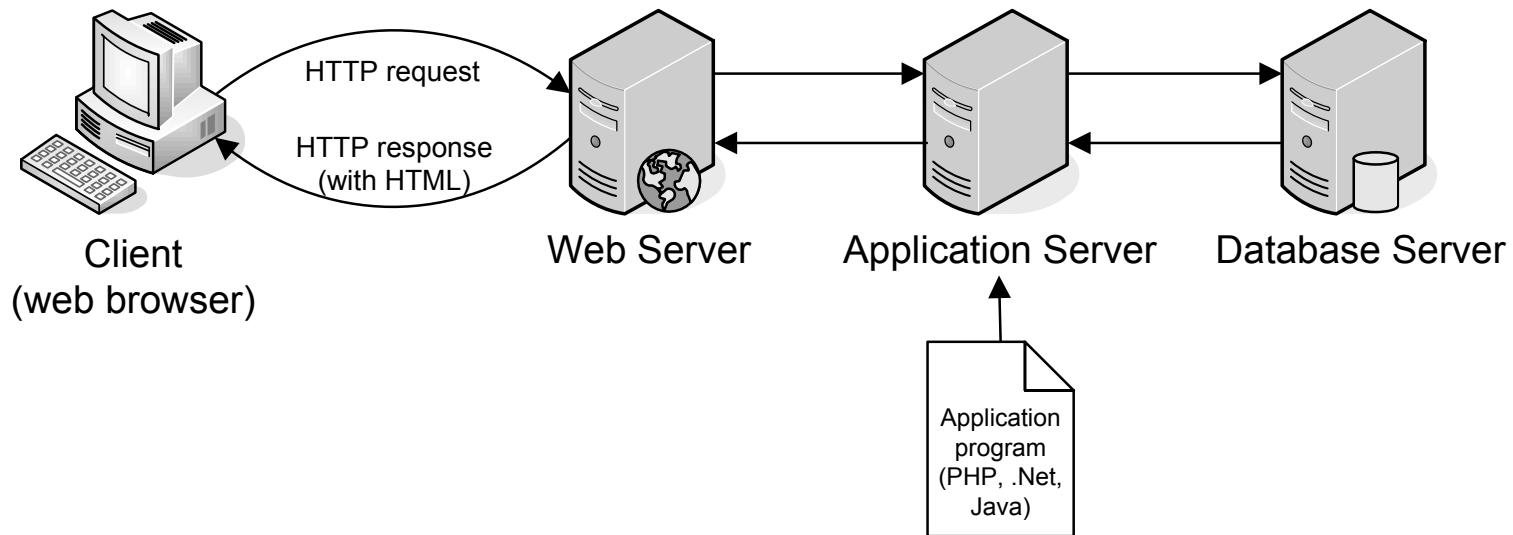 HTTP request
HTTP response
(with HTML)
Client
(web browser)
Web Server
Application Server
Database Server
Application
program
(PHP, .Net,
Java)